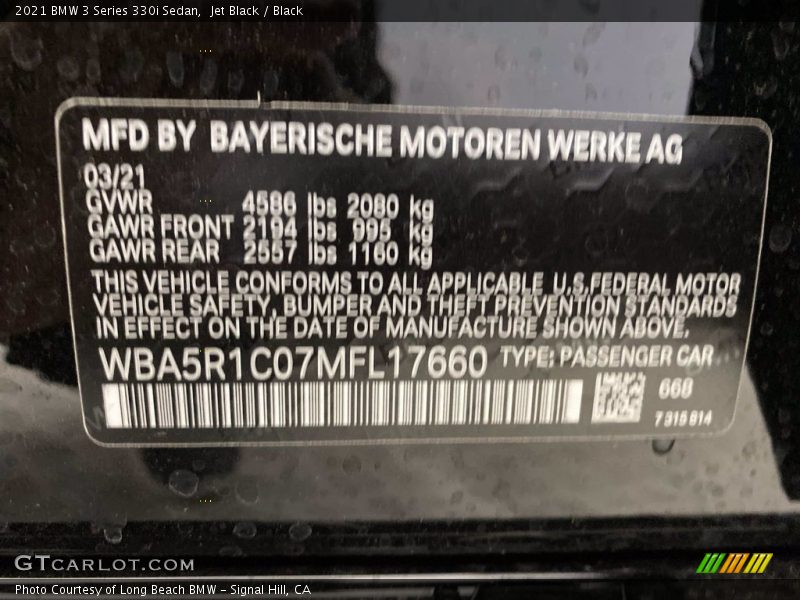 2021 BMW 3 Series 330i Sedan, Jet Black / Black
MFD BY BAYERISCHE MOTOREN WERKE AG
03/21
GVWR 4586 lbs 2080 kg
GAWR FRONT 2194 lbs 995 kg
GAWR REAR 2557 lbs 1160 kg
THIS VEHICLE CONFORMS TO ALL APPLICABLE U.S.FEDERAL MOTOR
VEHICLE SAFETY, BUMPER AND THEFT PREVENTION STANDARDS
IN EFFECT ON THE DATE OF MANUFACTURE SHOWN ABOVE.
WBA5R1C07MFL17660 TYPE: PASSENGER CAR
668
7319814
GTCARLOT.COM
Photo Courtesy of Long Beach BMW - Signal Hill, CA